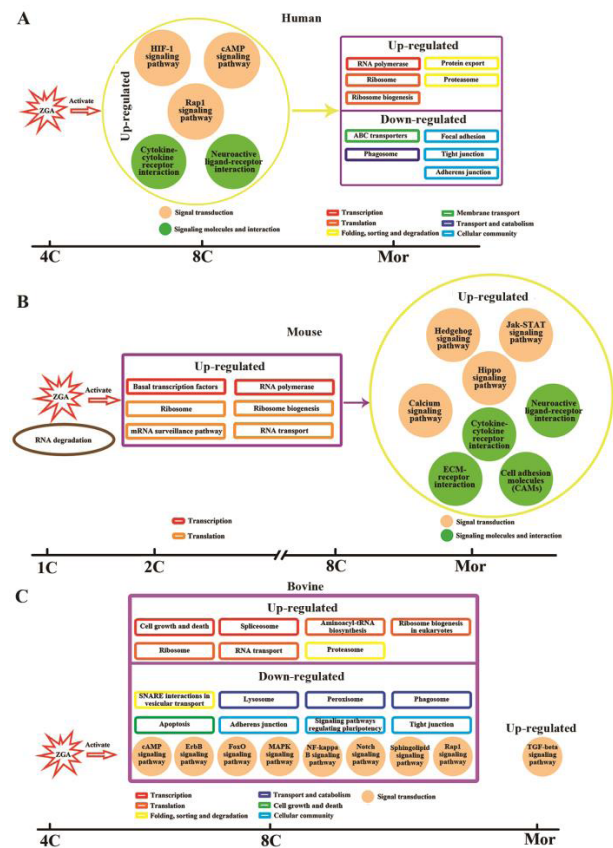 A
Human
HIF-1
signaling
pathway
cAMP
signaling
pathway
Rap1
signaling
pathway
Cytokine-
cytokine
receptor
interaction
Neuroactive
ligand-receptor
interaction
Up-regulated
ZGA
Activate
Up-regulated
RNA polymerase
Protein export
Ribosome
Proteasome
Ribosome biogenesis
Down-regulated
ABC transporters
Focal adhesion
Phagosome
Tight junction
Adherens junction
Signal transduction
Signaling molecules and interaction
Transcription
Translation
Folding, sorting and degradation
Membrane transport
Transport and catabolism
Cellular community
4C
8C
Mor
B
Mouse
ZGA
Activate
RNA degradation
Up-regulated
Basal transcription factors
RNA polymerase
Ribosome
Ribosome biogenesis
mRNA surveillance pathway
RNA transport
Up-regulated
Hedgehog
signaling
pathway
Jak-STAT
signaling
pathway
Hippo
signaling
pathway
Calcium
signaling
pathway
Neuroactive
ligand-receptor
interaction
Cytokine-
cytokine
receptor
interaction
ECM-
receptor
interaction
Cell adhesion
molecules
(CAMs)
Transcription
Translation
Signal transduction
Signaling molecules and interaction
1C
2C
8C
Mor
C
Bovine
Up-regulated
Cell growth and death
Spliceosome
Aminoacyl-tRNA
biosynthesis
Ribosome biogenesis
in eukaryotes
Ribosome
RNA transport
Proteasome
Down-regulated
SNARE interactions in
vesicular transport
Lysosome
Peroxisome
Phagosome
Apoptosis
Adherens junction
Signaling pathways
regulating pluripotency
Tight junction
ZGA
Activate
cAMP
signaling
pathway
ErbB
signaling
pathway
FoxO
signaling
pathway
MAPK
signaling
pathway
NF-kappa
B signaling
pathway
Notch
signaling
pathway
Sphingolipid
signaling
pathway
Rap1
signaling
pathway
Up-regulated
TGF-beta
signaling
pathway
Transcription
Translation
Folding, sorting and degradation
Transport and catabolism
Cell growth and death
Cellular community
Signal transduction
4C
8C
Mor